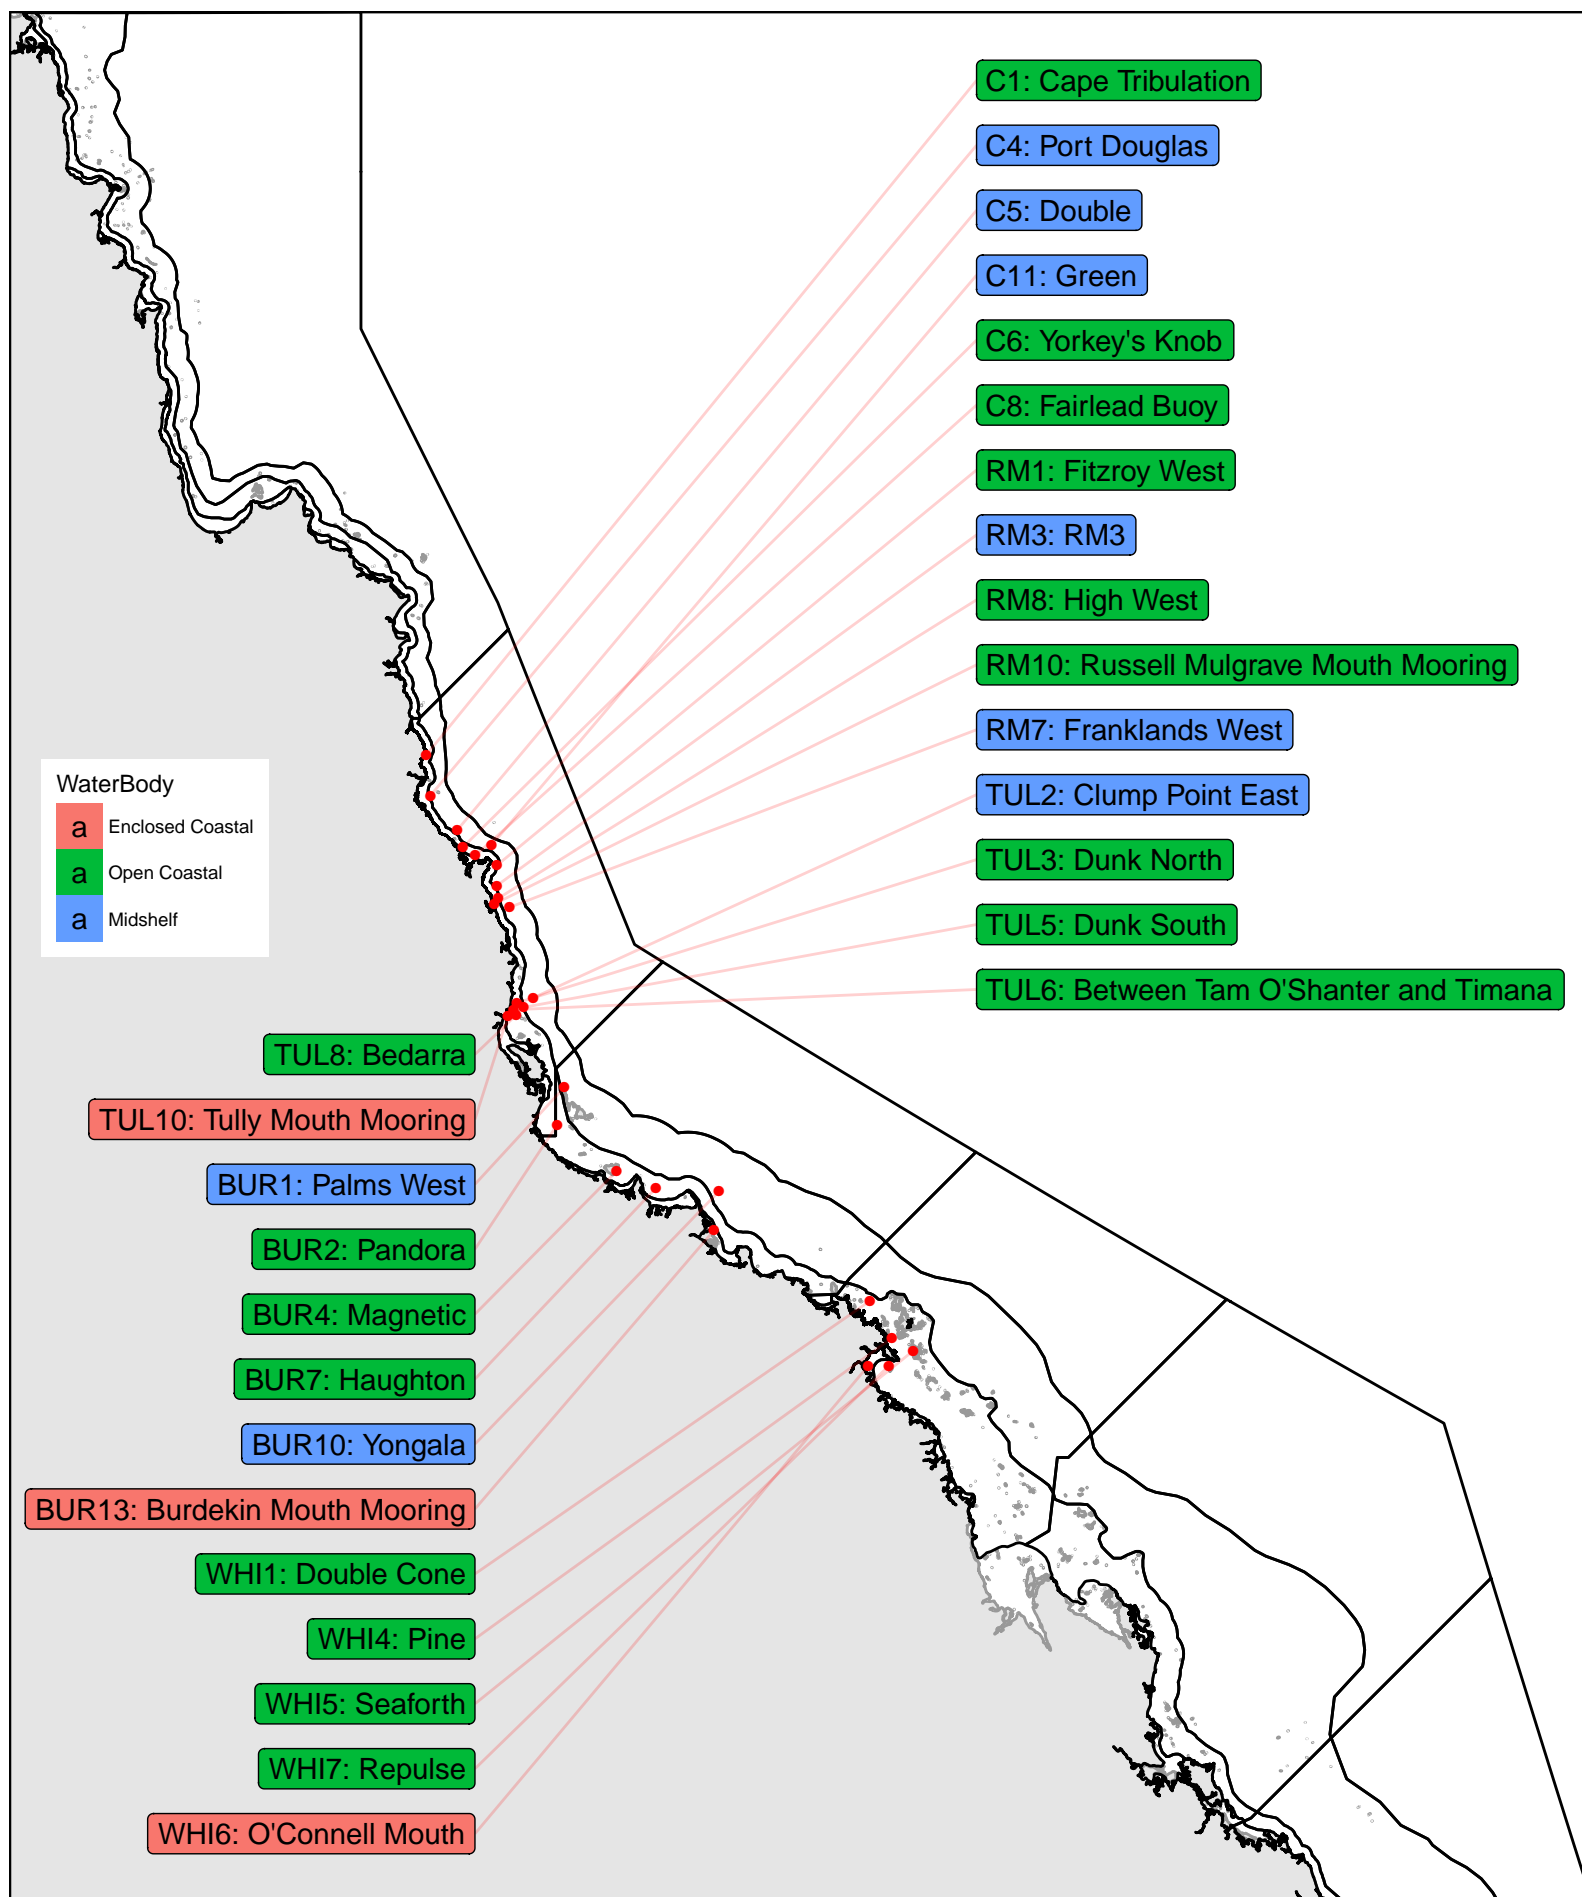 C1: Cape Tribulation
C4: Port Douglas
C5: Double
C11: Green
C6: Yorkey's Knob
C8: Fairlead Buoy
RM1: Fitzroy West
RM3: RM3
RM8: High West
RM10: Russell Mulgrave Mouth Mooring
RM7: Franklands West
TUL2: Clump Point East
TUL3: Dunk North
TUL5: Dunk South
TUL6: Between Tam O'Shanter and Timana
WaterBody
a Enclosed Coastal
a Open Coastal
a Midshelf
TUL8: Bedarra
TUL10: Tully Mouth Mooring
BUR1: Palms West
BUR2: Pandora
BUR4: Magnetic
BUR7: Haughton
BUR10: Yongala
BUR13: Burdekin Mouth Mooring
WHI1: Double Cone
WHI4: Pine
WHI5: Seaforth
WHI7: Repulse
WHI6: O'Connell Mouth